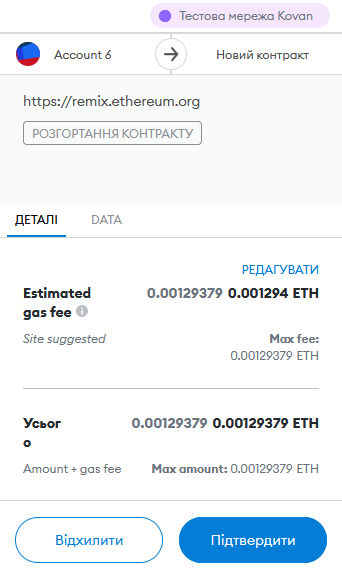 Тестова мережа Kovan
Account 6
Новий контракт
https://remix.ethereum.org
РОЗГОРТАННЯ КОНТРАКТУ
ДЕТАЛІ
DATA
РЕДАГУВАТИ
Estimated
gas fee
0.00129379 0.001294 ETH
Site suggested
Max fee:
0.00129379 ETH
Усьог
о
0.00129379 0.00129379 ETH
Amount + gas fee
Max amount: 0.00129379 ETH
Відхилити
Підтвердити